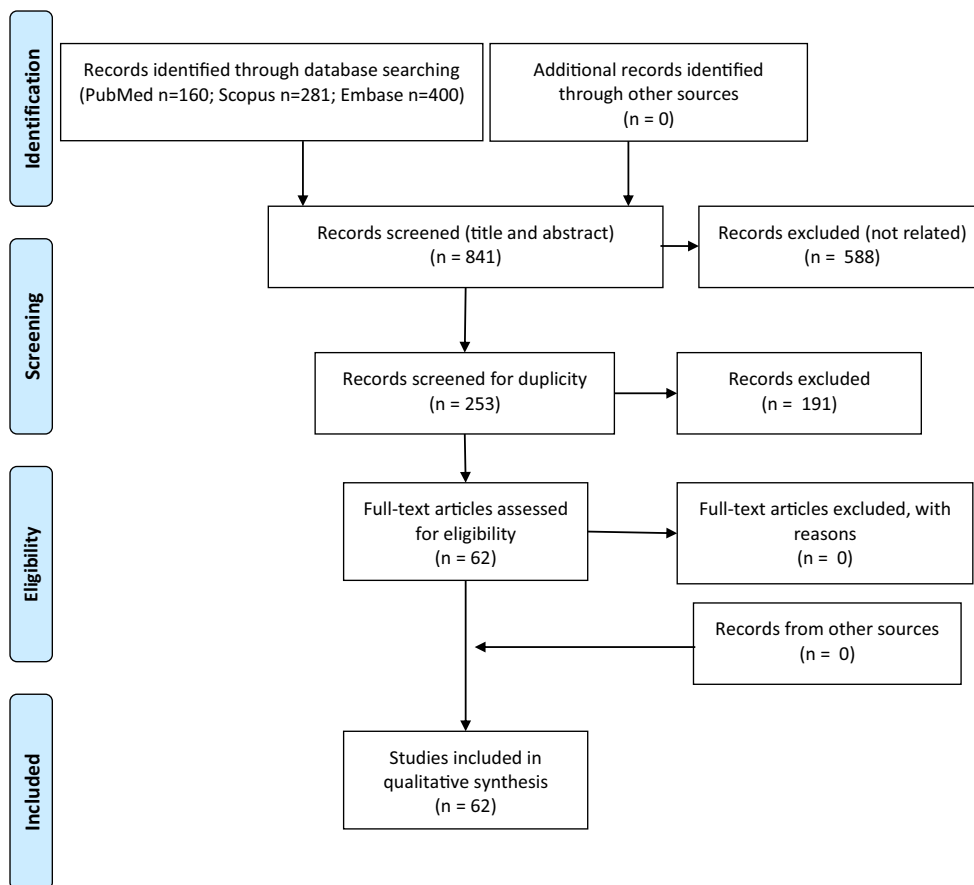 Identification
Records identified through database searching
(PubMed n=160; Scopus n=281; Embase n=400)
Additional records identified
through other sources
(n = 0)
Records screened (title and abstract)
(n = 841)
Records excluded (not related)
(n = 588)
Screening
Records screened for duplicity
(n = 253)
Records excluded
(n = 191)
Eligibility
Full-text articles assessed
for eligibility
(n = 62)
Full-text articles excluded, with
reasons
(n = 0)
Records from other sources
(n = 0)
Included
Studies included in
qualitative synthesis
(n = 62)